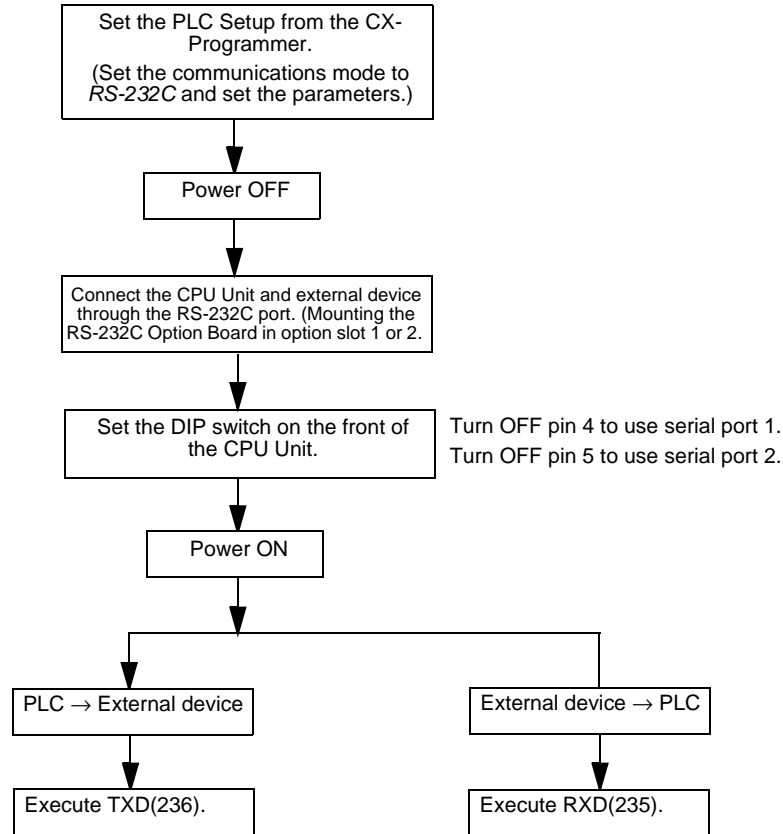 Set the PLC Setup from the CX-
Programmer.
(Set the communications mode to
RS-232C and set the parameters.)
Power OFF
Connect the CPU Unit and external device
through the RS-232C port. (Mounting the
RS-232C Option Board in option slot 1 or 2.
Set the DIP switch on the front of
the CPU Unit.
Turn OFF pin 4 to use serial port 1.
Turn OFF pin 5 to use serial port 2.
Power ON
PLC → External device
External device → PLC
Execute TXD(236).
Execute RXD(235).